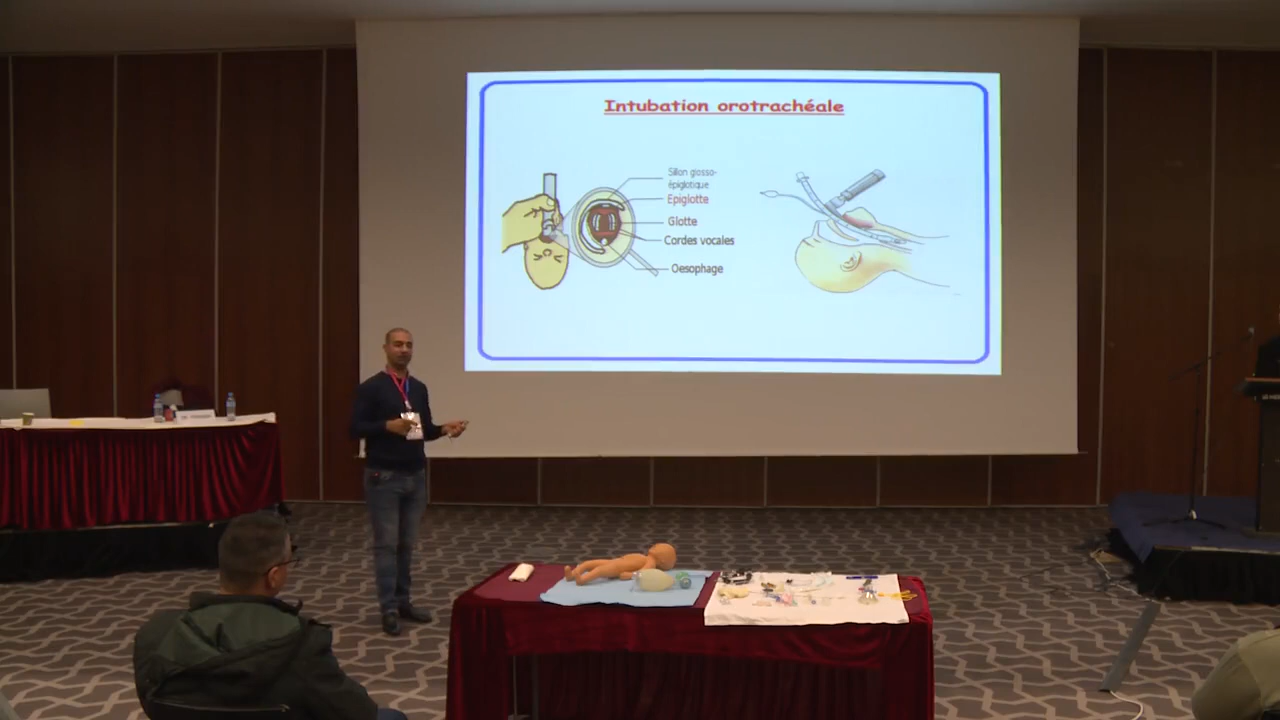 Intubation orotrachéale
Sillon glosso-
épiglotique
Epiglotte
Glotte
Cordes vocales
Oesophage